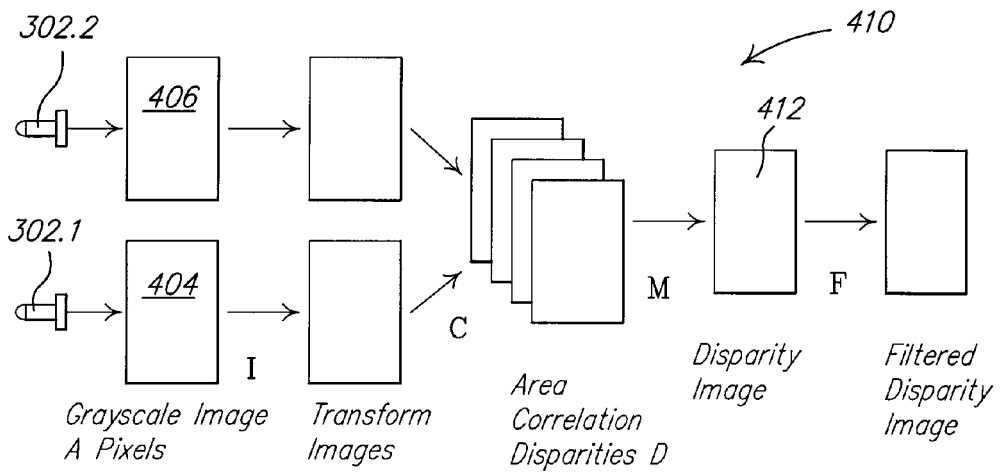 302.2
410
406
412
302.1
404
I
C
M
F
Grayscale Image
A Pixels
Transform
Images
Area
Correlation
Disparities D
Disparity
Image
Filtered
Disparity
Image